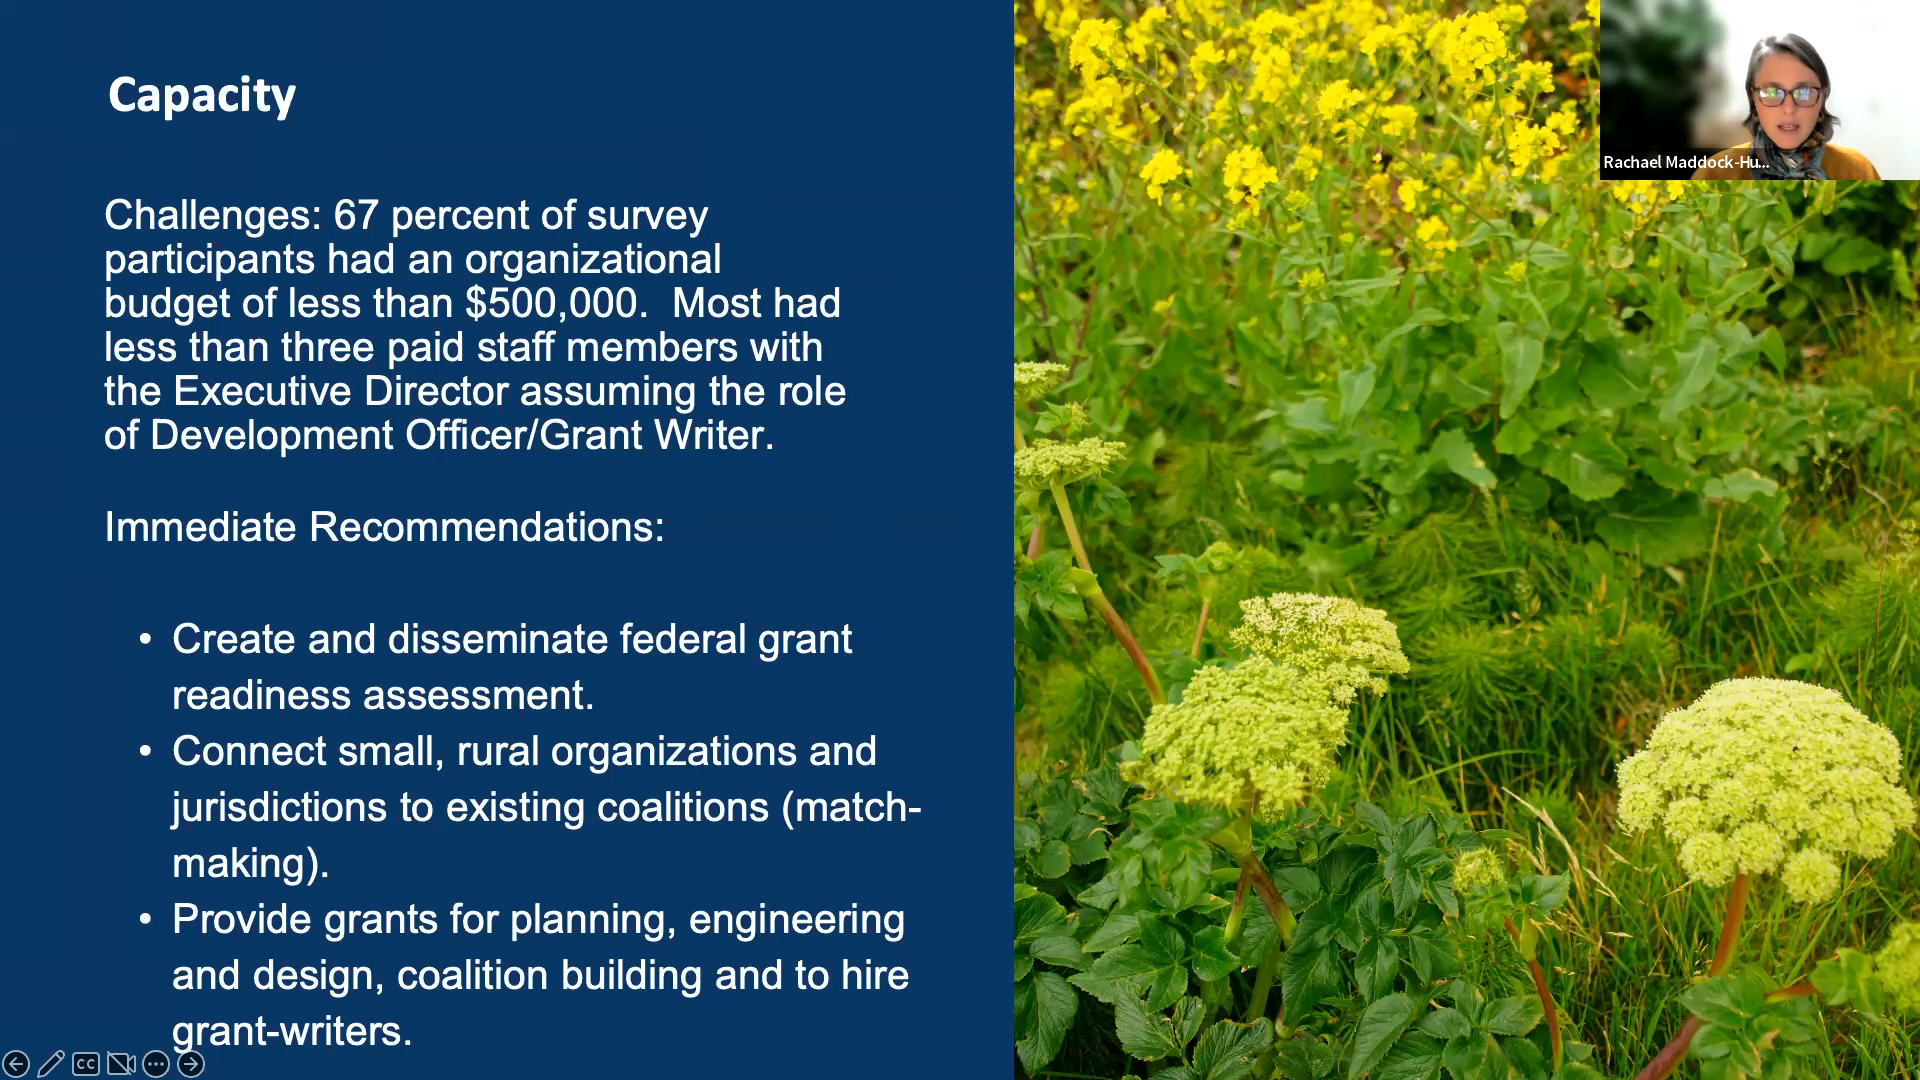 Capacity
Challenges: 67 percent of survey
participants had an organizational
budget of less than $500,000.  Most had
less than three paid staff members with
the Executive Director assuming the role
of Development Officer/Grant Writer.
Immediate Recommendations:
• Create and disseminate federal grant
readiness assessment.
• Connect small, rural organizations and
jurisdictions to existing coalitions (match-
making).
• Provide grants for planning, engineering
and design, coalition building and to hire
grant-writers.
Rachael Maddock-Hu...
CC